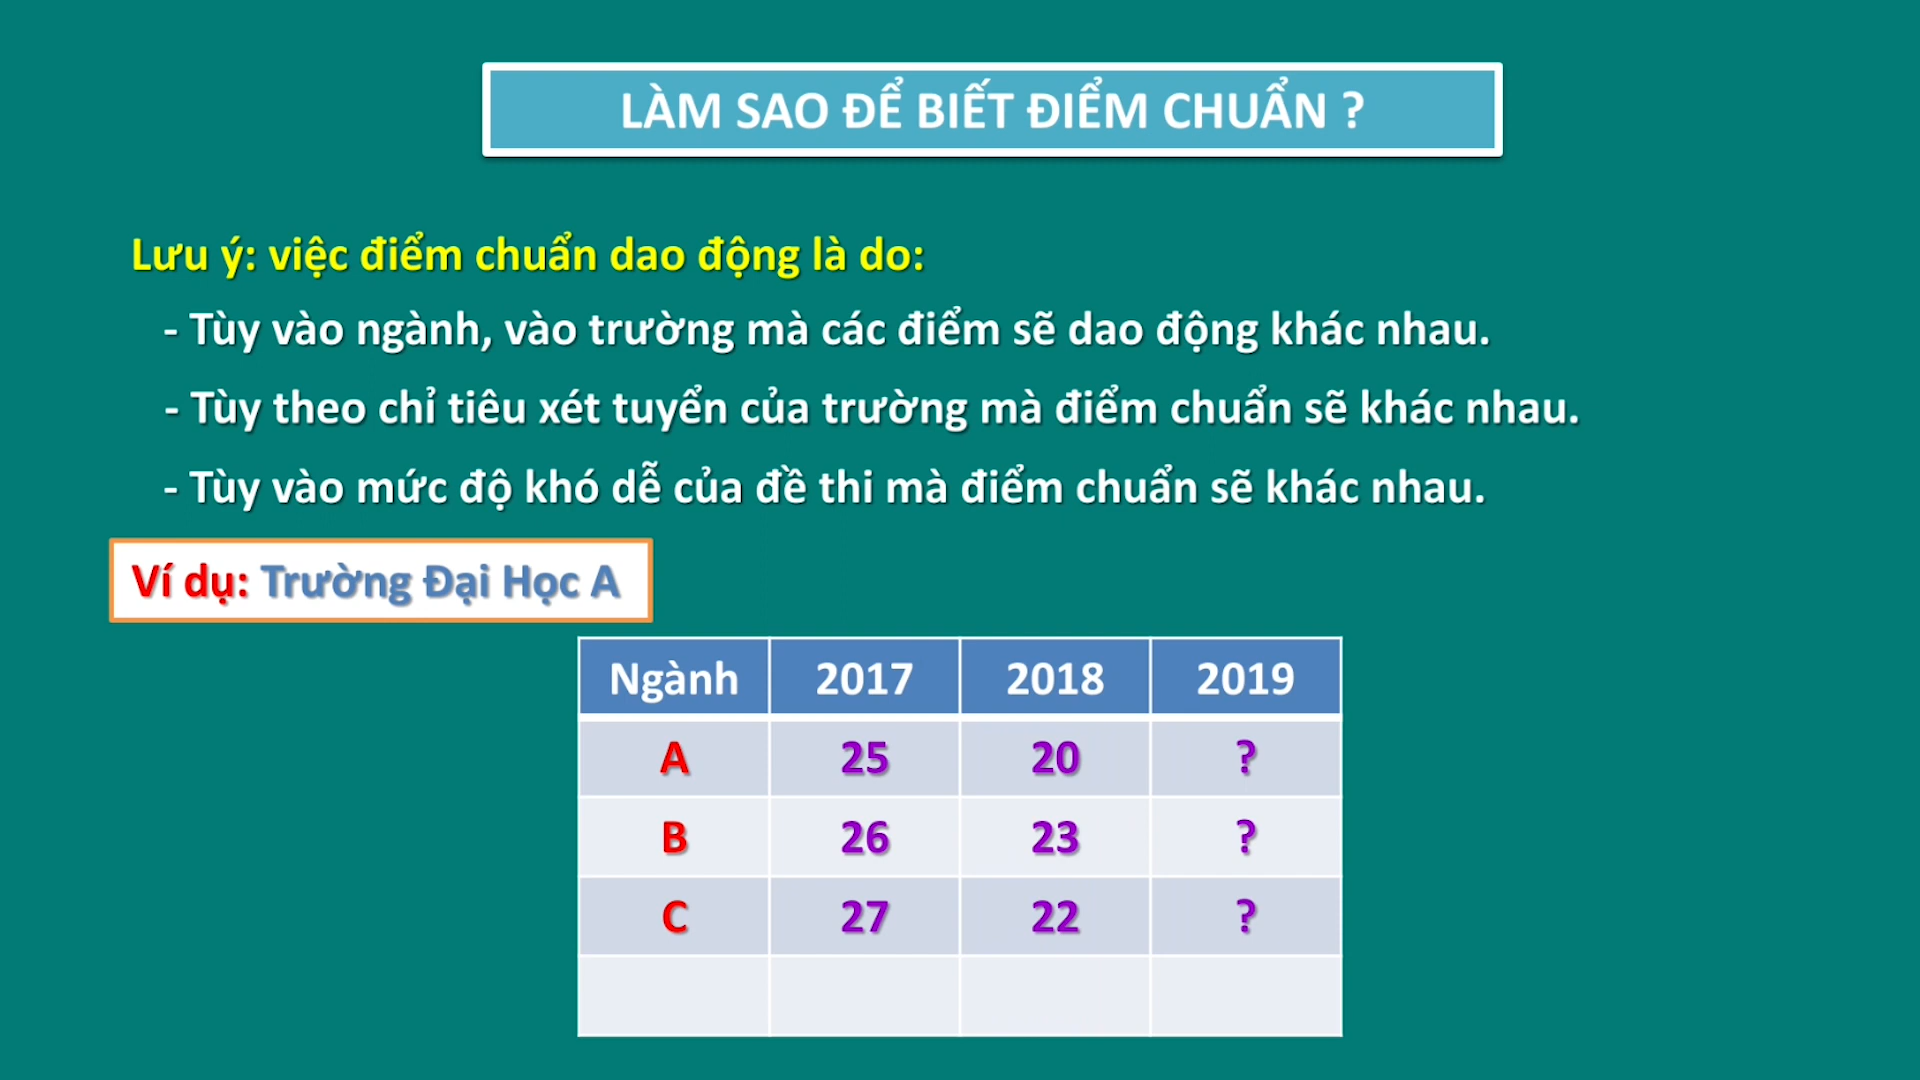 LÀM SAO ĐỂ BIẾT ĐIỂM CHUẨN ?
Lưu ý: việc điểm chuẩn dao động là do:
- Tùy vào ngành, vào trường mà các điểm sẽ dao động khác nhau.
- Tùy theo chỉ tiêu xét tuyển của trường mà điểm chuẩn sẽ khác nhau.
- Tùy vào mức độ khó dễ của đề thi mà điểm chuẩn sẽ khác nhau.
Ví dụ: Trường Đại Học A
Ngành 2017 2018 2019
A 25 20 ?
B 26 23 ?
C 27 22 ?